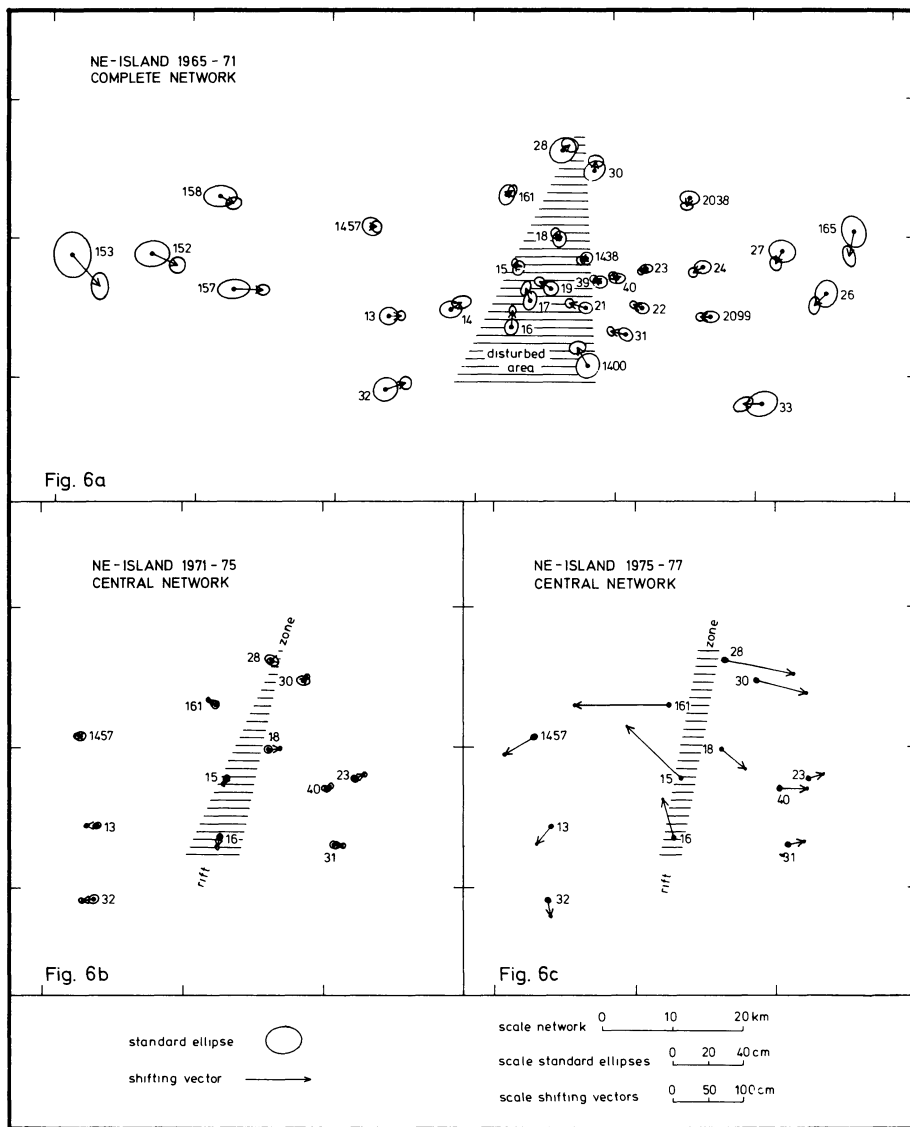 NE-ISLAND 1965-71
COMPLETE NETWORK
28
30
158
161
2038
1457
165
153
152
18
27
1438
15
23
24
157
39
40
19
26
17
21
22
13
14
2099
16
31
disturbed
area
1400
32
33
Fig. 6a
NE-ISLAND 1971-75
CENTRAL NETWORK
zone
28
30
161
1457
18
15
23
40
13
16
31
rift
32
Fig. 6b
NE-ISLAND 1975-77
CENTRAL NETWORK
zone
28
30
161
1457
18
15
23
40
13
16
31
rift
32
Fig. 6c
standard ellipse
shifting vector
scale network 0 10 20 km
scale standard ellipses 0 20 40 cm
scale shifting vectors 0 50 100 cm